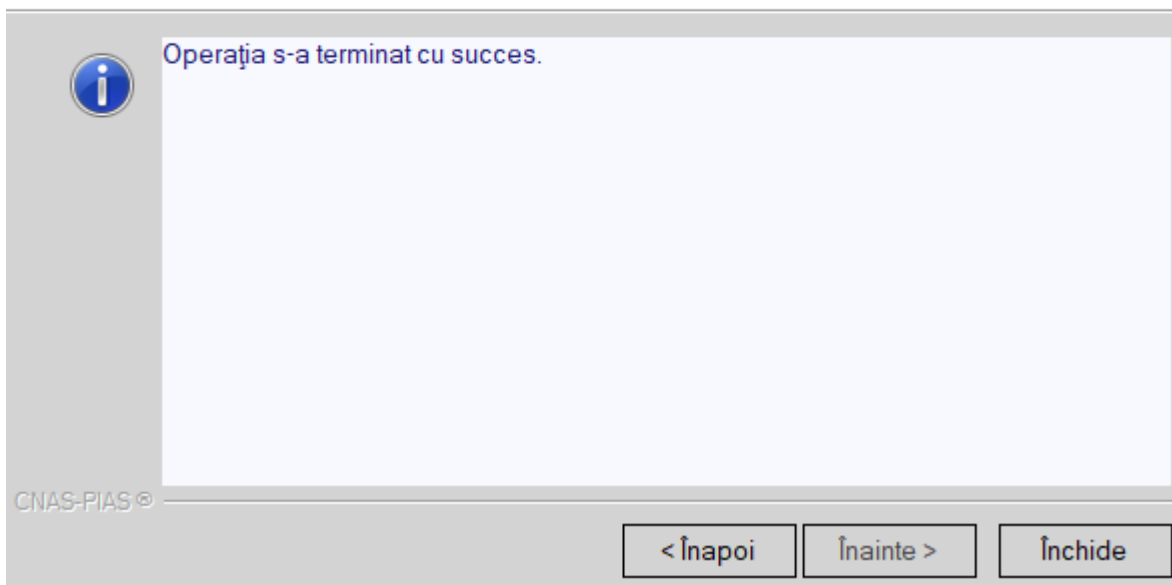 Operaţia s-a terminat cu succes.
CNAS-PIAS ®
< Înapoi
Înainte >
Închide